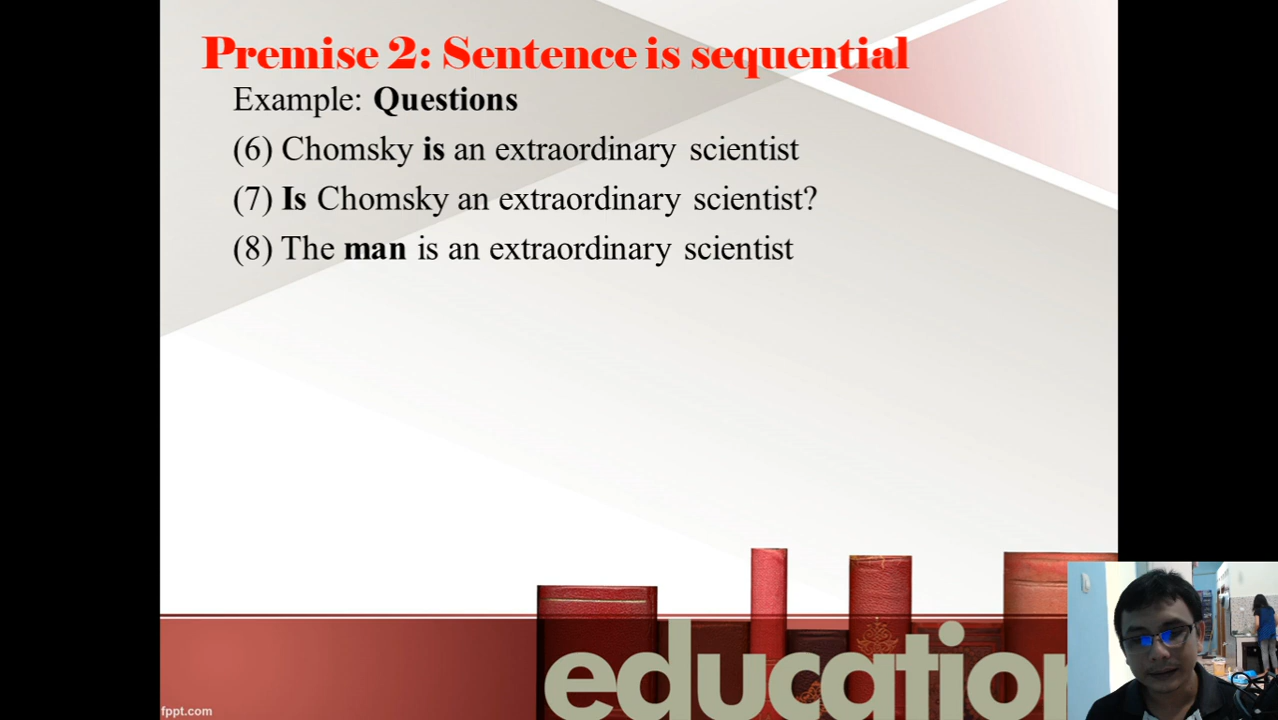 Premise 2: Sentence is sequential
Example: Questions
(6) Chomsky is an extraordinary scientist
(7) Is Chomsky an extraordinary scientist?
(8) The man is an extraordinary scientist
education
fppt.com